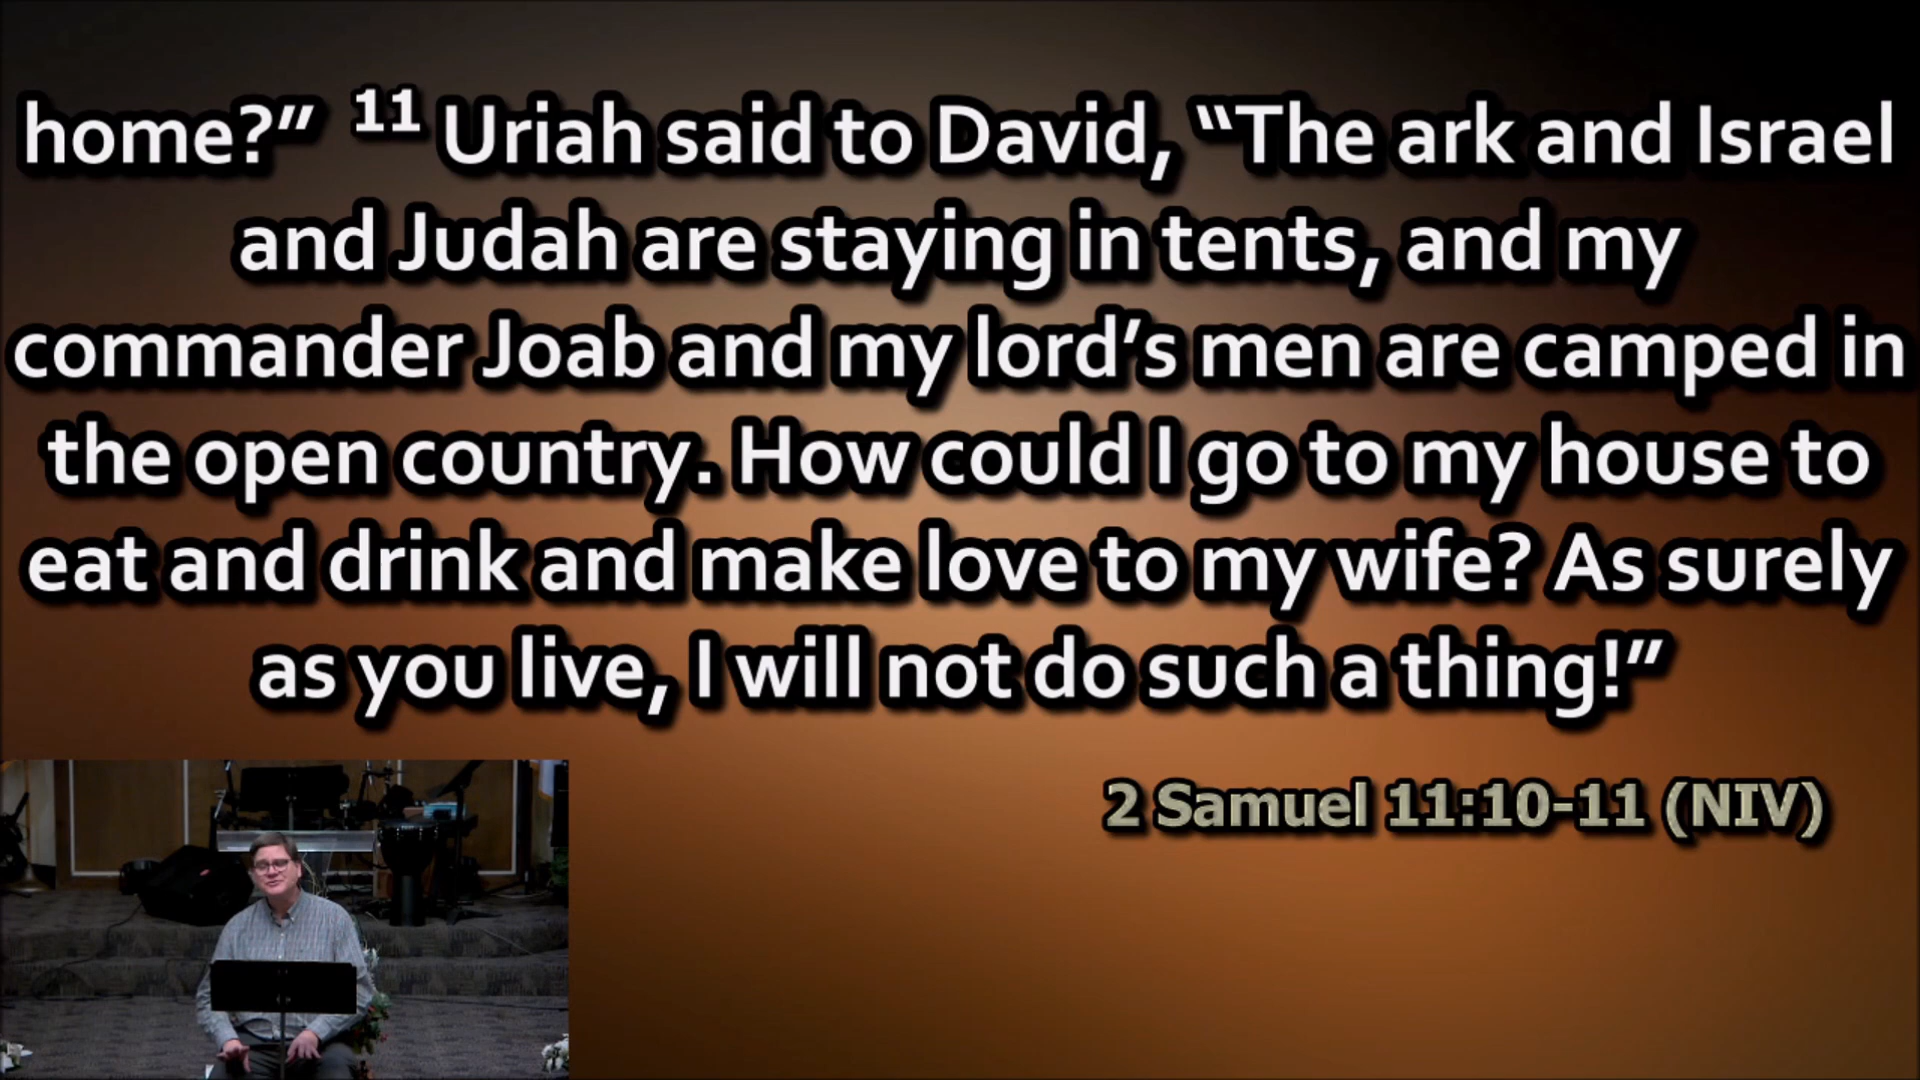 home?” 11 Uriah said to David, “The ark and Israel
and Judah are staying in tents, and my
commander Joab and my lord’s men are camped in
the open country. How could I go to my house to
eat and drink and make love to my wife? As surely
as you live, I will not do such a thing!”
2 Samuel 11:10-11 (NIV)